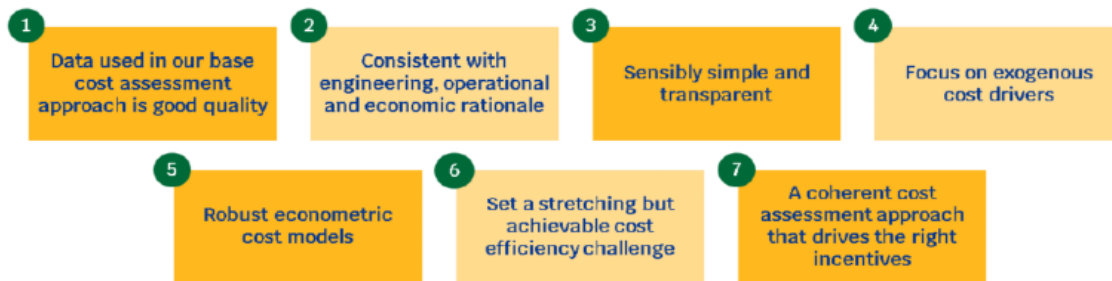 1
Data used in our base
cost assessment
approach is good quality
2
Consistent with
engineering, operational
and economic rationale
3
Sensibly simple and
transparent
4
Focus on exogenous
cost drivers
5
Robust econometric
cost models
6
Set a stretching but
achievable cost
efficiency challenge
7
A coherent cost
assessment approach
that drives the right
incentives